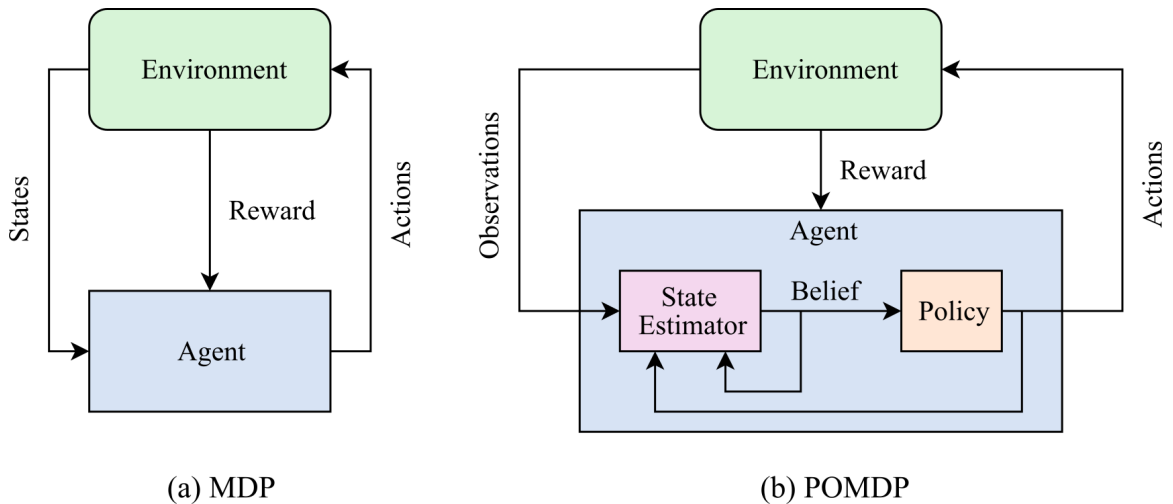 Environment
States
Reward
Actions
Agent
(a) MDP
Environment
Observations
Reward
Actions
Agent
State
Estimator
Belief
Policy
(b) POMDP